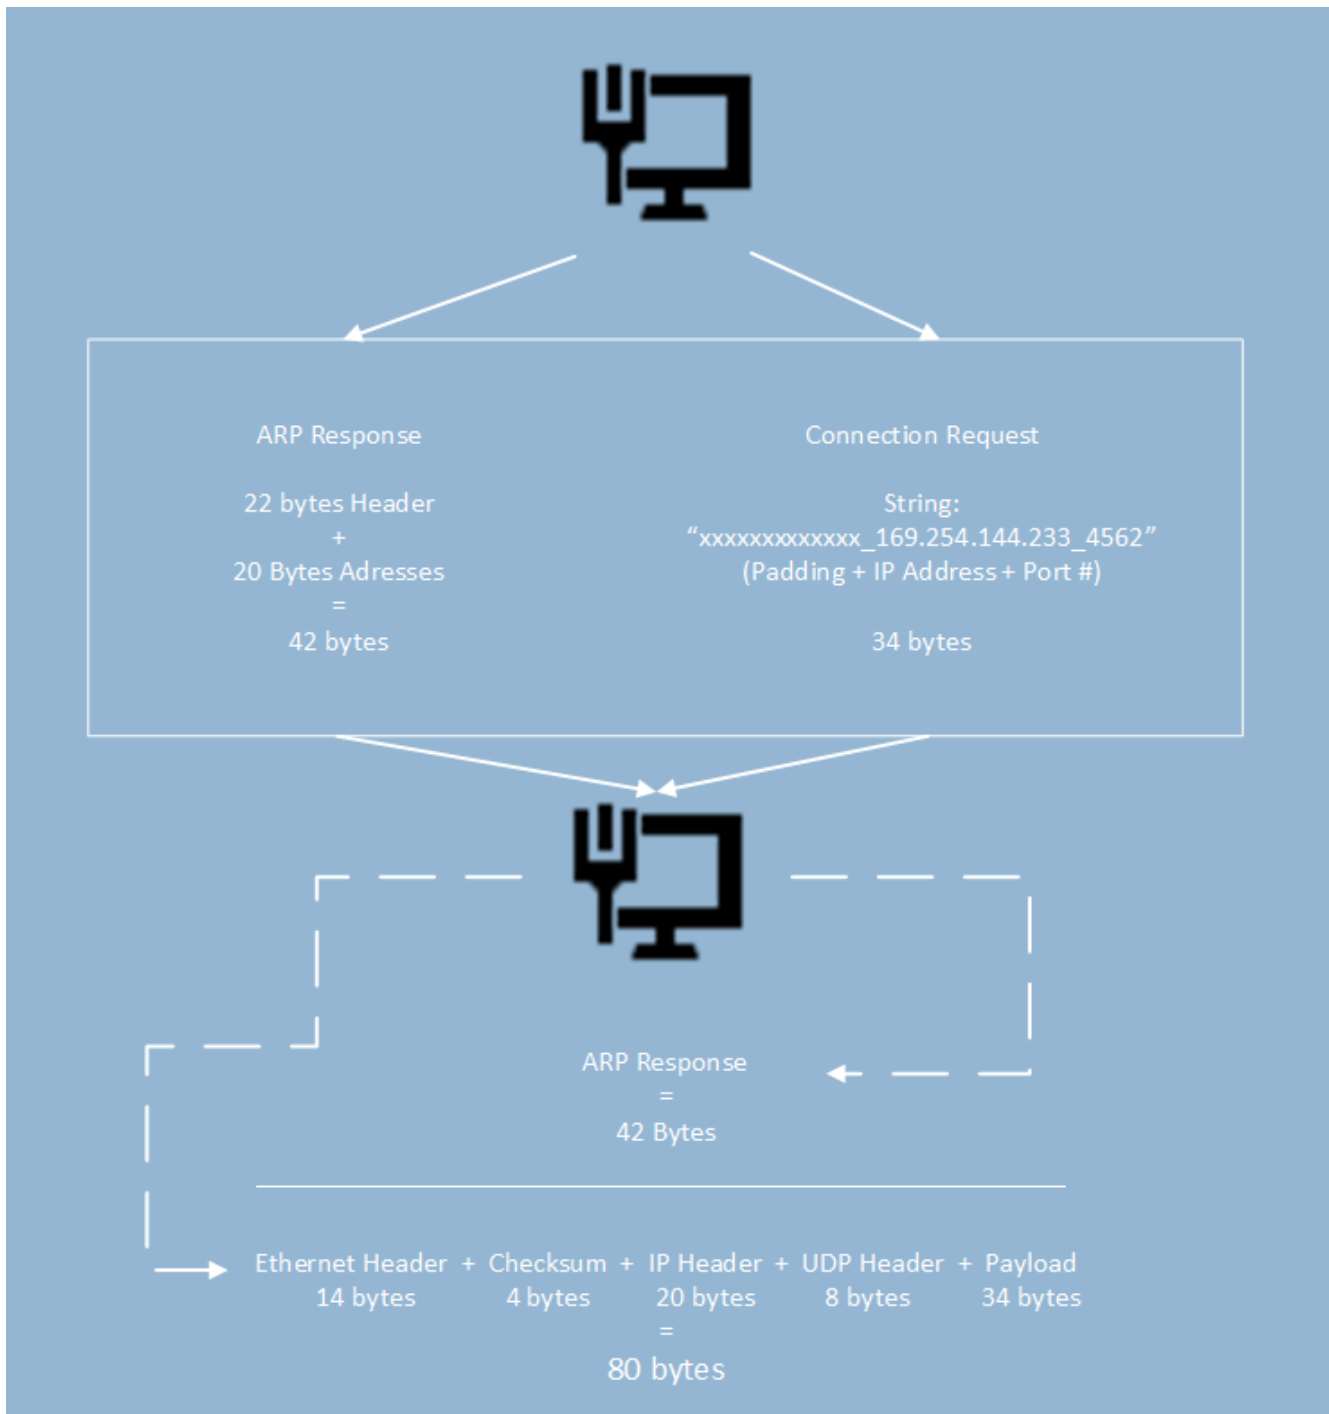 ARP Response
22 bytes Header
+
20 Bytes Adresses
=
42 bytes
Connection Request
String:
“xxxxxxxxxxxxx_169.254.144.233_4562”
(Padding + IP Address + Port #)
34 bytes
ARP Response
=
42 Bytes
Ethernet Header + Checksum + IP Header + UDP Header + Payload
14 bytes 4 bytes 20 bytes 8 bytes 34 bytes
=
80 bytes